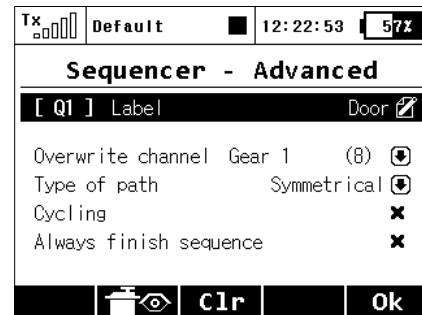 Tx Default 12:22:53 57%
Sequencer - Advanced
[ Q1 ] Label Door
Overwrite channel Gear 1 (8)
Type of path Symmetrical
Cycling
Always finish sequence
Clr Ok